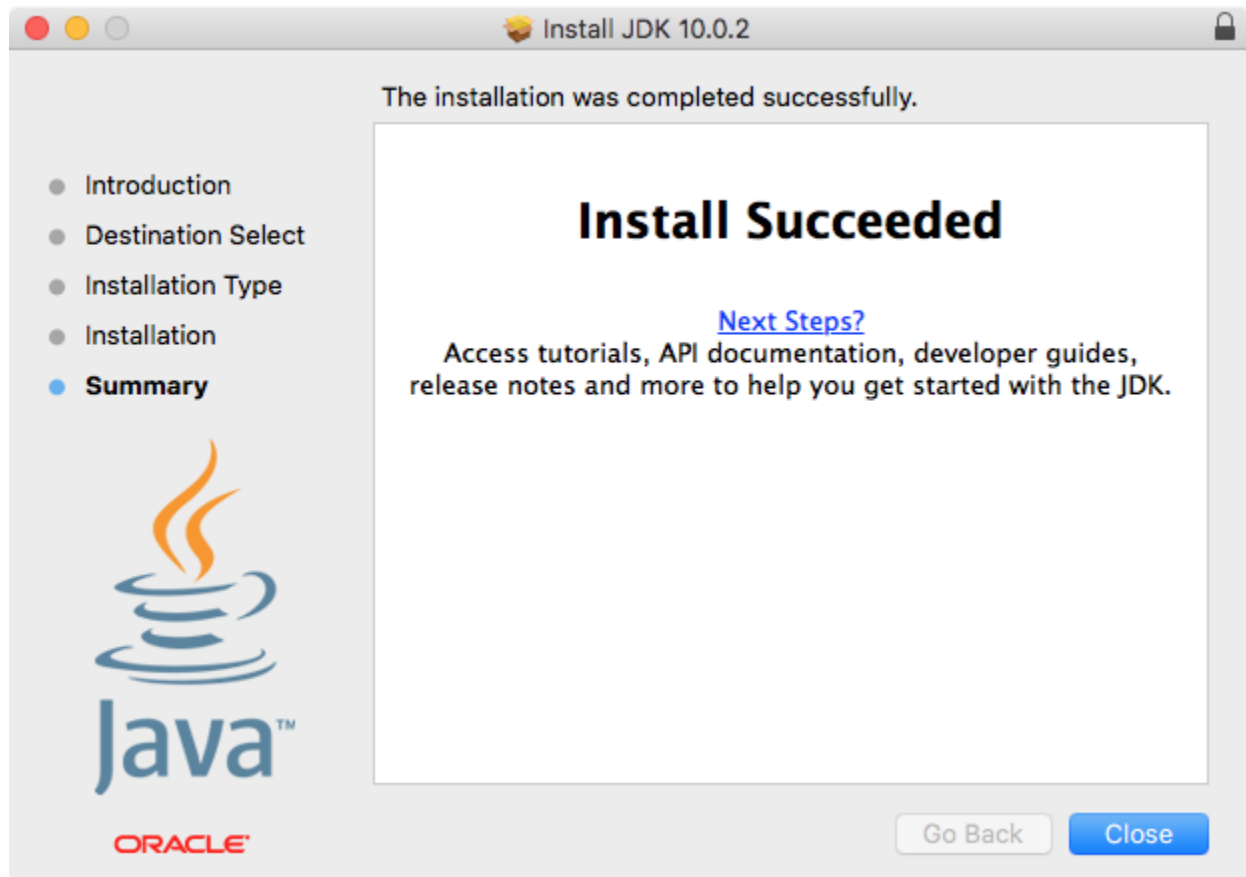 Install JDK 10.0.2
The installation was completed successfully.
Introduction
Destination Select
Installation Type
Installation
Summary
Install Succeeded
Next Steps?
Access tutorials, API documentation, developer guides,
release notes and more to help you get started with the JDK.
Java™
ORACLE®
Go Back
Close